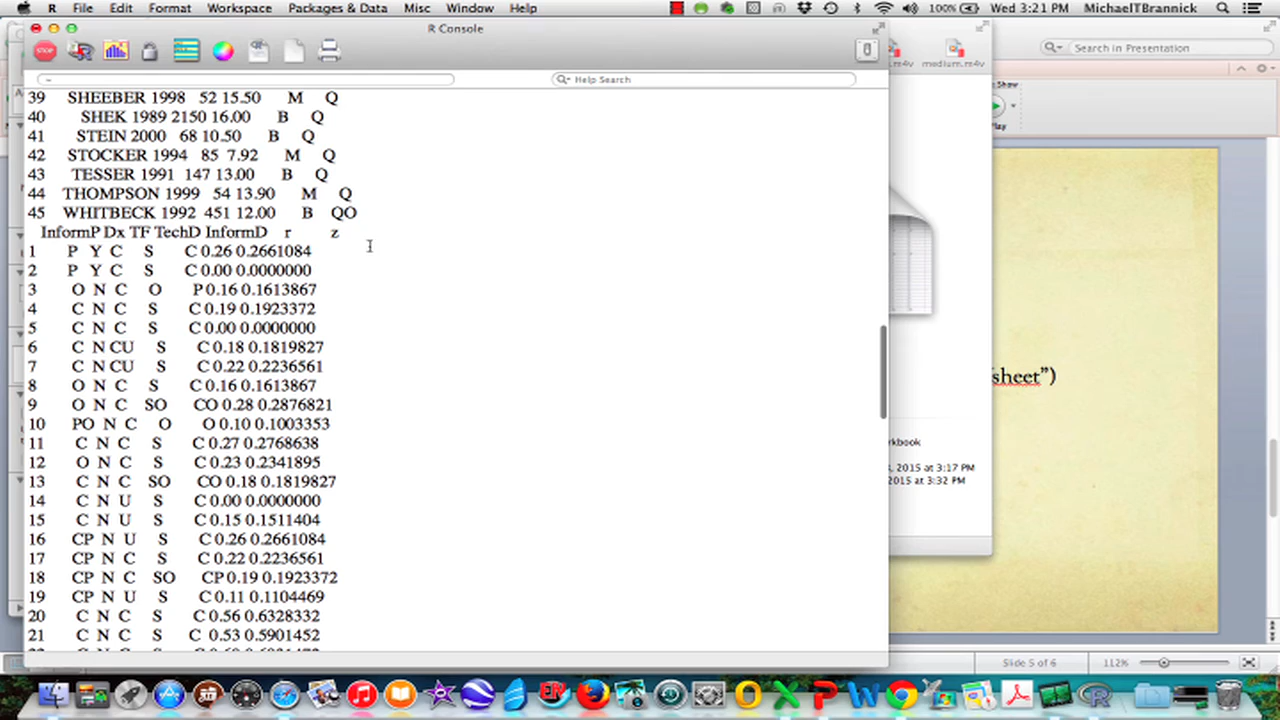 R File Edit Format Workspace Packages & Data Misc Window Help 100% Wed 3:21 PM MichaelTBrannick
R Console
STOP
Help Search
Search in Presentation
medium.m4v
Show
39 SHEEBER 1998 52 15.50 M Q
40 SHEK 1989 2150 16.00 B Q
41 STEIN 2000 68 10.50 B Q
42 STOCKER 1994 85 7.92 M Q
43 TESSER 1991 147 13.00 B Q
44 THOMPSON 1999 54 13.90 M Q
45 WHITBECK 1992 451 12.00 B QO
InformP Dx TF TechD InformD r z
1 P Y C S C 0.26 0.2661084
2 P Y C S C 0.00 0.0000000
3 O N C O P 0.16 0.1613867
4 C N C S C 0.19 0.1923372
5 C N C S C 0.00 0.0000000
6 C N CU S C 0.18 0.1819827
7 C N CU S C 0.22 0.2236561
8 O N C S C 0.16 0.1613867
9 O N C SO CO 0.28 0.2876821
10 PO N C O O 0.10 0.1003353
11 C N C S C 0.27 0.2768638
12 O N C S C 0.23 0.2341895
13 C N C SO CO 0.18 0.1819827
14 C N U S C 0.00 0.0000000
15 C N U S C 0.15 0.1511404
16 CP N U S C 0.26 0.2661084
17 CP N C S C 0.22 0.2236561
18 CP N C SO CP 0.19 0.1923372
19 CP N U S C 0.11 0.1104469
20 C N C S C 0.56 0.6328332
21 C N C S C 0.53 0.5901452
sheet”)
, 2015 at 3:17 PM
, 2015 at 3:32 PM
Slide 5 of 6 112%